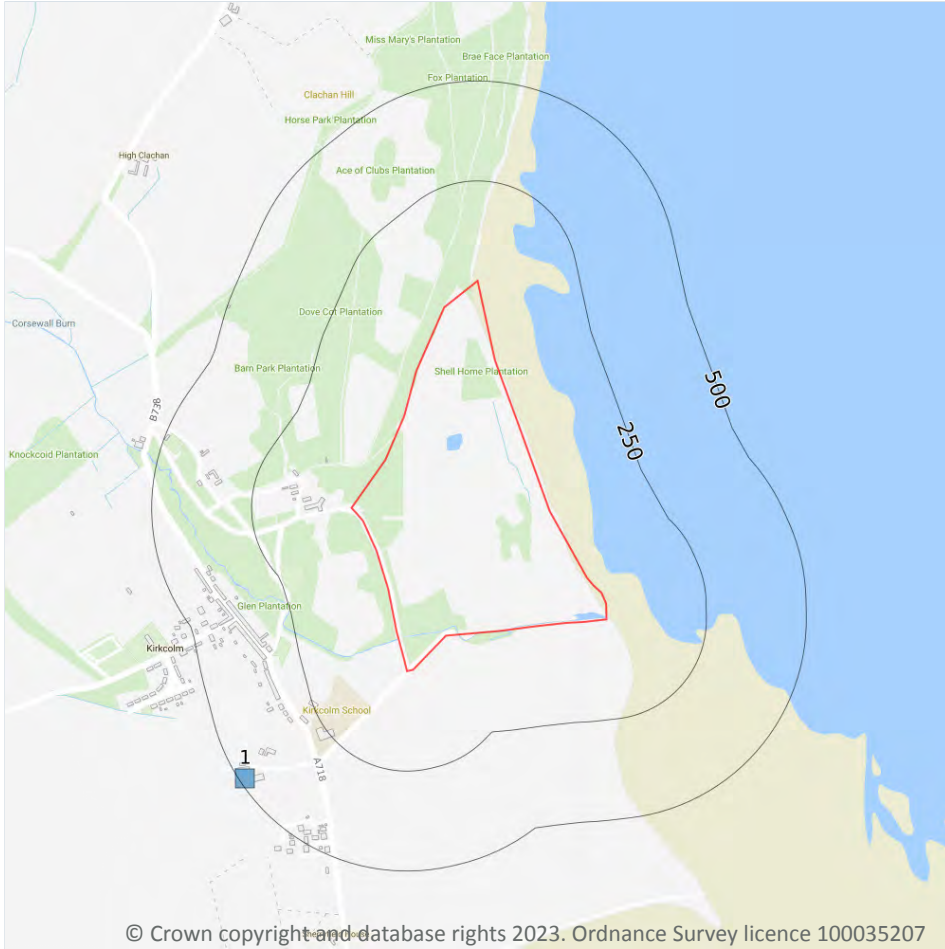 Miss Mary's Plantation
Brae Face Plantation
Fox Plantation
Clachan Hill
Horse Park Plantation
High Clachan
Ace of Clubs Plantation
Dove Cot Plantation
Corsewall Burn
Barn Park Plantation
Shell Home Plantation
500
B738
250
Knockcoid Plantation
Glen Plantation
Kirkcolm
Kirkcolm School
1
A718
© Crown copyright and database rights 2023. Ordnance Survey licence 100035207